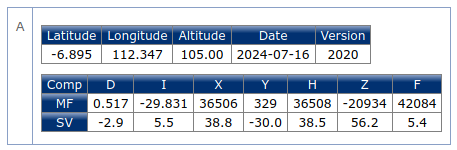 A
Latitude Longitude Altitude Date Version
-6.895 112.347 105.00 2024-07-16 2020
Comp D I X Y H Z F
MF 0.517 -29.831 36506 329 36508 -20934 42084
SV -2.9 5.5 38.8 -30.0 38.5 56.2 5.4